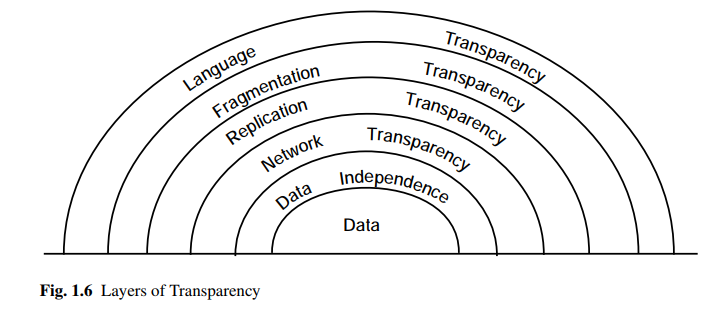 Language Transparency
Fragmentation Transparency
Replication Transparency
Network Transparency
Data Independence
Data
Fig. 1.6 Layers of Transparency